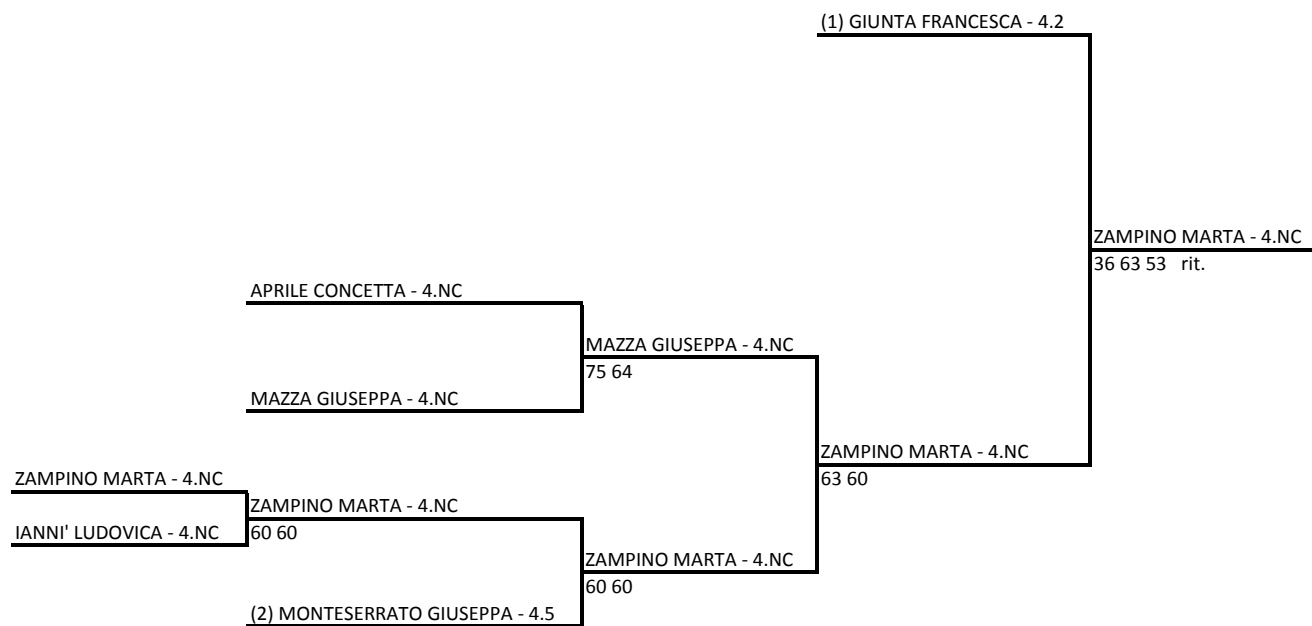 (1) GIUNTA FRANCESCA - 4.2
ZAMPINO MARTA - 4.NC
36 63 53 rit.
APRILE CONCETTA - 4.NC
MAZZA GIUSEPPA - 4.NC
75 64
MAZZA GIUSEPPA - 4.NC
ZAMPINO MARTA - 4.NC
63 60
ZAMPINO MARTA - 4.NC
ZAMPINO MARTA - 4.NC
60 60
IANNI' LUDOVICA - 4.NC
ZAMPINO MARTA - 4.NC
60 60
(2) MONTESERRATO GIUSEPPA - 4.5